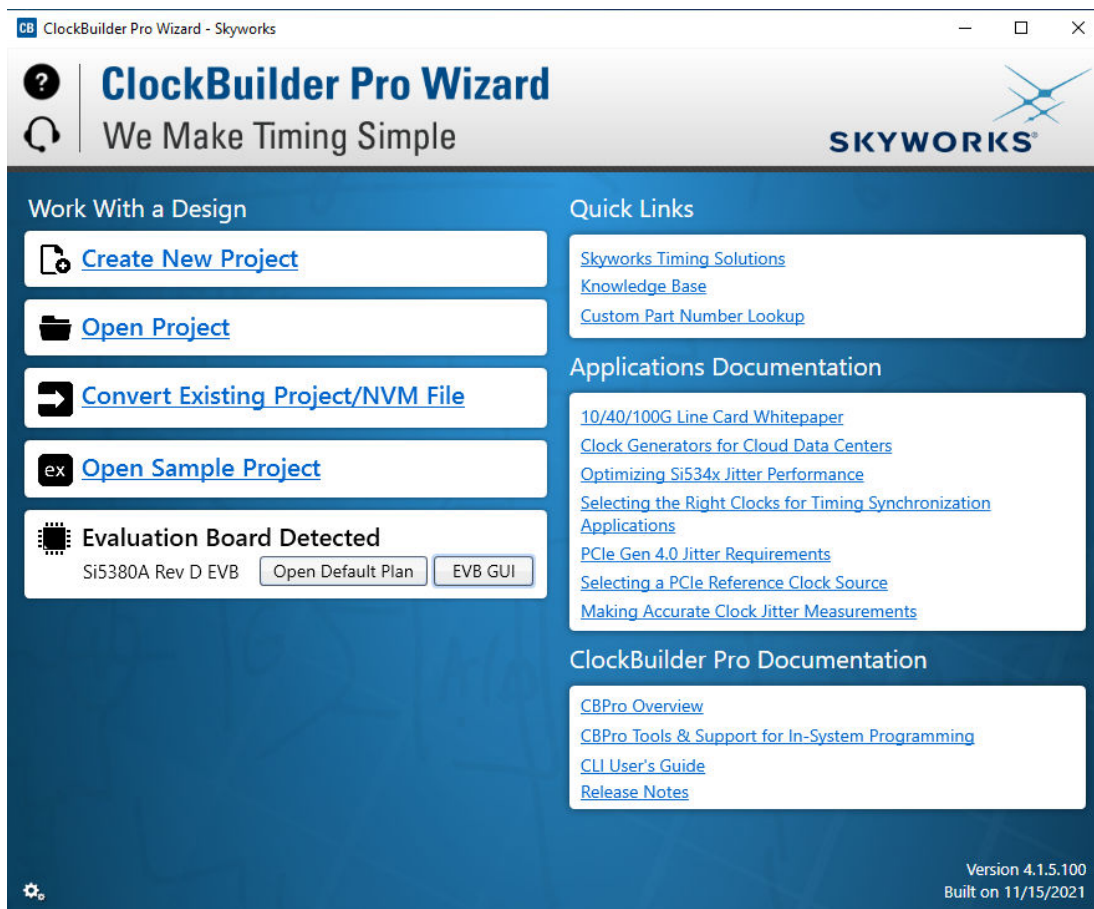 CB ClockBuilder Pro Wizard - Skyworks
? ClockBuilder Pro Wizard
We Make Timing Simple
SKYWORKS®
Work With a Design
Create New Project
Open Project
Convert Existing Project/NVM File
ex Open Sample Project
Evaluation Board Detected
Si5380A Rev D EVB Open Default Plan EVB GUI
Quick Links
Skyworks Timing Solutions
Knowledge Base
Custom Part Number Lookup
Applications Documentation
10/40/100G Line Card Whitepaper
Clock Generators for Cloud Data Centers
Optimizing Si534x Jitter Performance
Selecting the Right Clocks for Timing Synchronization
Applications
PCIe Gen 4.0 Jitter Requirements
Selecting a PCIe Reference Clock Source
Making Accurate Clock Jitter Measurements
ClockBuilder Pro Documentation
CBPro Overview
CBPro Tools & Support for In-System Programming
CLI User's Guide
Release Notes
Version 4.1.5.100
Built on 11/15/2021